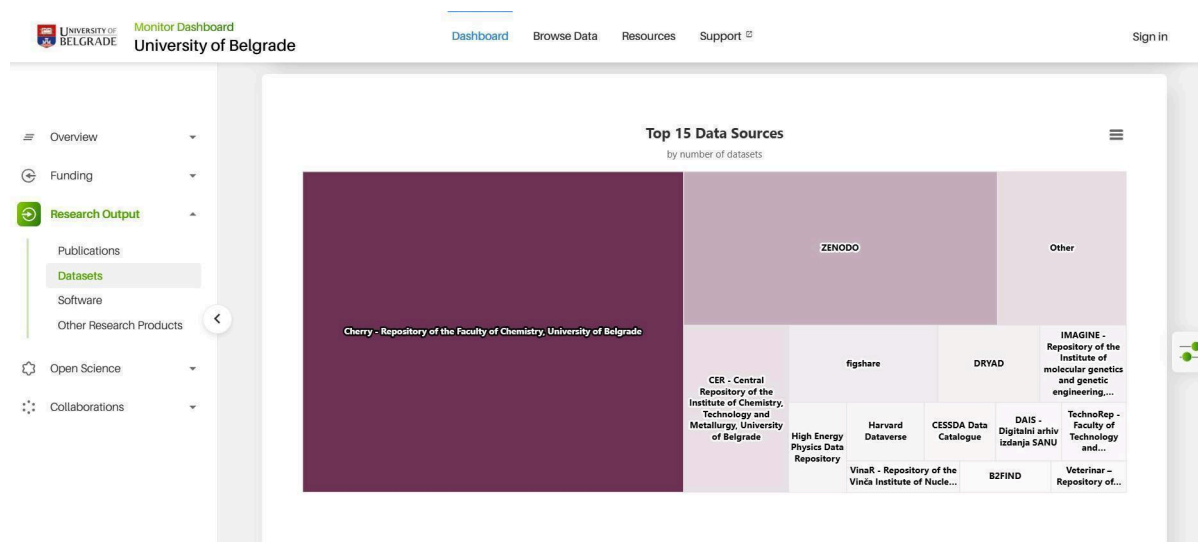 UNIVERSITY OF
BELGRADE
Monitor Dashboard
University of Belgrade
Dashboard
Browse Data
Resources
Support
Sign in
Overview
Funding
Research Output
Publications
Datasets
Software
Other Research Products
Open Science
Collaborations
Top 15 Data Sources
by number of datasets
Cherry - Repository of the Faculty of Chemistry, University of Belgrade
ZENODO
Other
CER - Central
Repository of the
Institute of Chemistry,
Technology and
Metallurgy, University
of Belgrade
figshare
DRYAD
IMAGINE -
Repository of the
Institute of
molecular genetics
and genetic
engineering,...
High Energy
Physics Data
Repository
Harvard
Dataverse
CESSDA Data
Catalogue
DAIS -
Digitalni arhiv
izdanja SANU
TechnoRep -
Faculty of
Technology
and...
VinaR - Repository of the
Vinča Institute of Nucle...
B2FIND
Veterinar –
Repository of...